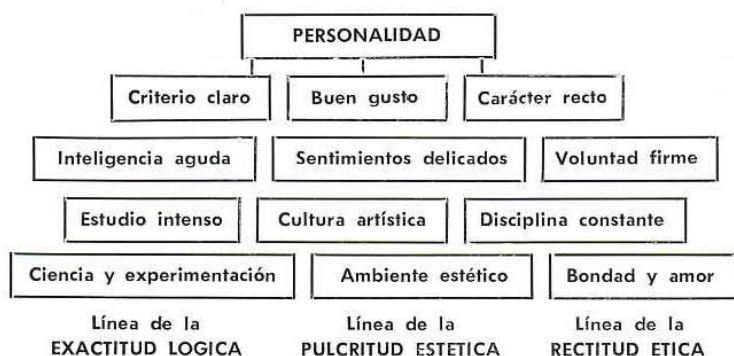 PERSONALIDAD
Criterio claro
Buen gusto
Carácter recto
Inteligencia aguda
Sentimientos delicados
Voluntad firme
Estudio intenso
Cultura artística
Disciplina constante
Ciencia y experimentación
Ambiente estético
Bondad y amor
Línea de la
EXACTITUD LOGICA
Línea de la
PULCRITUD ESTETICA
Línea de la
RECTITUD ETICA